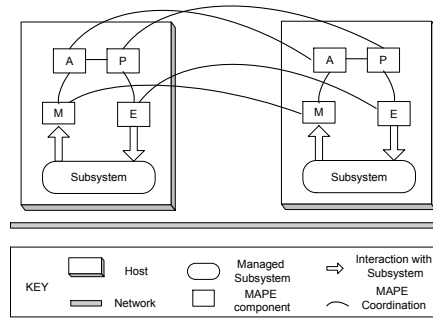 A P
M E
Subsystem
A P
M E
Subsystem
KEY
Host
Managed
Subsystem
Interaction with
Subsystem
Network
MAPE
component
MAPE
Coordination